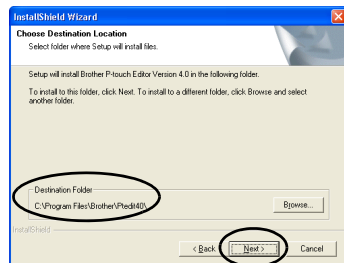 InstallShield Wizard
Choose Destination Location
Select folder where Setup will install files.
Setup will install Brother P-touch Editor Version 4.0 in the following folder.
To install to this folder, click Next. To install to a different folder, click Browse and select
another folder.
Destination Folder
C:\Program Files\Brother\Ptedit40\
Browse...
InstallShield
< Back
Next >
Cancel